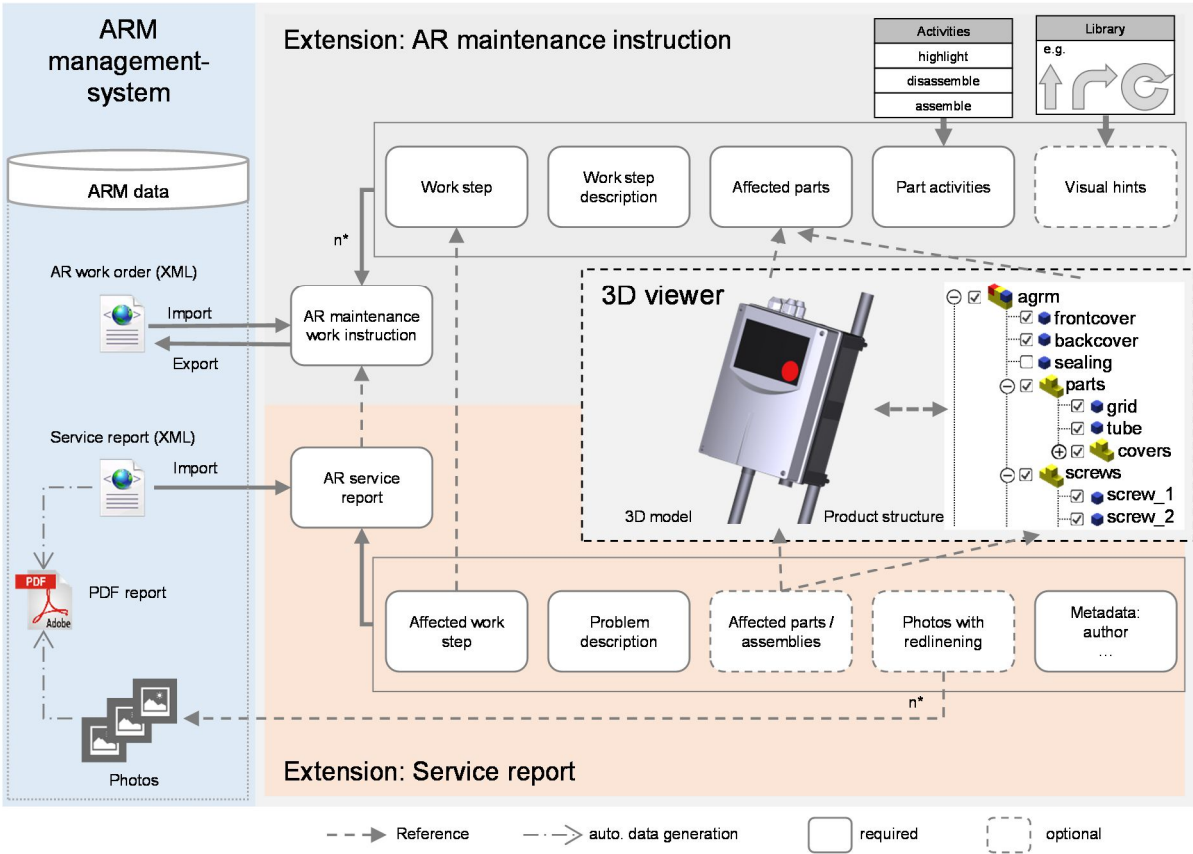 ARM
management-
system
ARM data
AR work order (XML)
Import
Export
Service report (XML)
Import
PDF
Adobe
PDF report
Photos
Extension: AR maintenance instruction
Activities
highlight
disassemble
assemble
Library
e.g.
Work step
Work step
description
Affected parts
Part activities
Visual hints
n*
AR maintenance
work instruction
3D viewer
3D model
Product structure
agrm
frontcover
backcover
sealing
parts
grid
tube
covers
screws
screw_1
screw_2
AR service
report
Affected work
step
Problem
description
Affected parts /
assemblies
Photos with
redlinening
Metadata:
author
...
n*
Extension: Service report
Reference
auto. data generation
required
optional